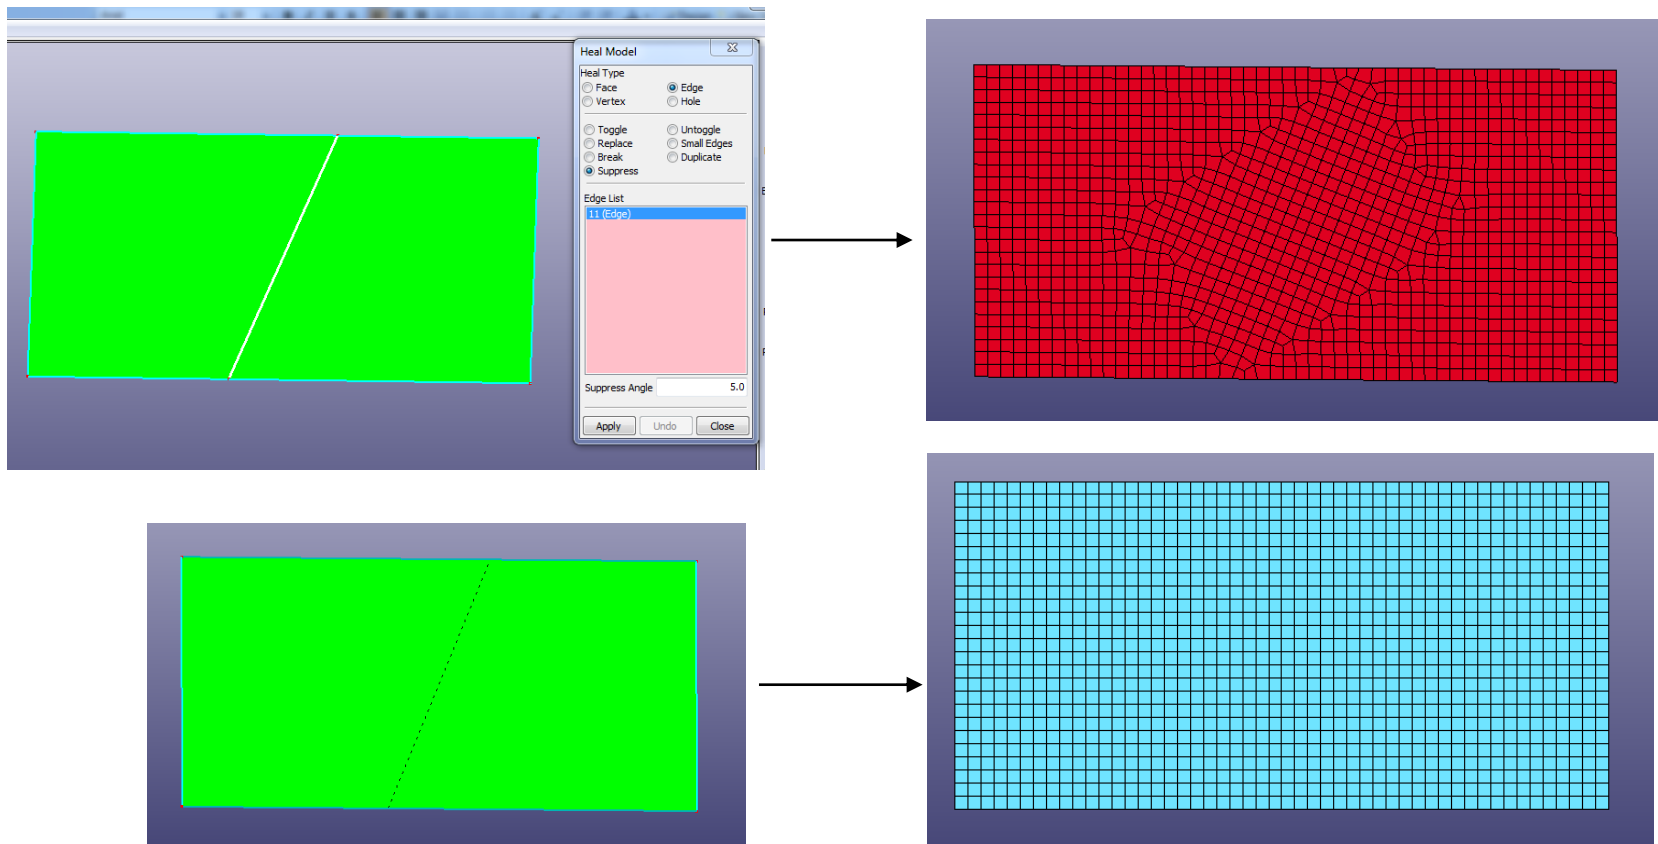 Heal Model
Heal Type
Face Edge
Vertex Hole
Toggle Untoggle
Replace Small Edges
Break Duplicate
Suppress
Edge List
11 (Edge)
Suppress Angle 5.0
Apply Undo Close